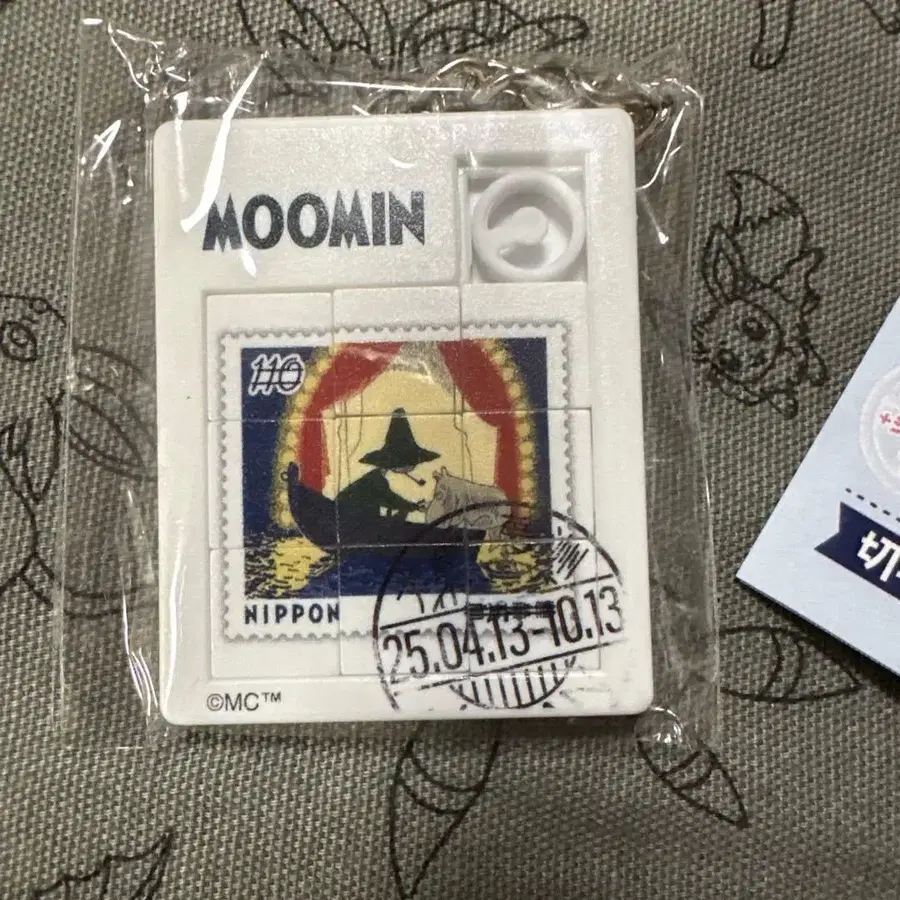 MOOMIN
110
NIPPON
25.04.13-10.13
©MC™
切